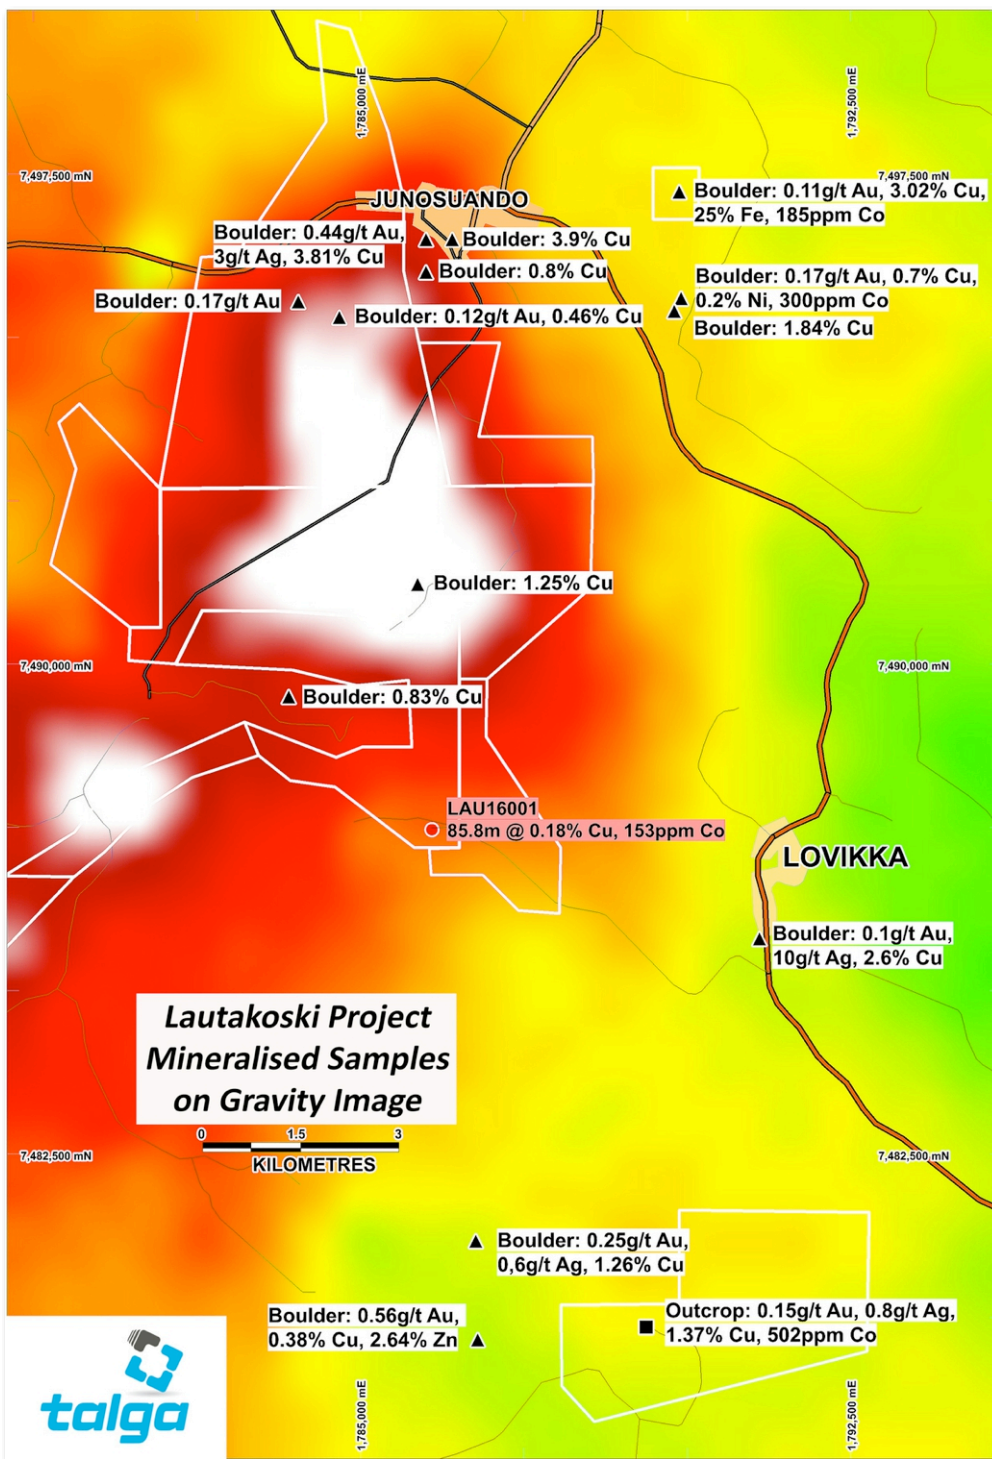 1,785,000 mE
1,792,500 mE
7,497,500 mN
7,497,500 mN
JUNOSUANDO
Boulder: 0.11g/t Au, 3.02% Cu,
25% Fe, 185ppm Co
Boulder: 0.44g/t Au,
3g/t Ag, 3.81% Cu
Boulder: 3.9% Cu
Boulder: 0.8% Cu
Boulder: 0.17g/t Au, 0.7% Cu,
0.2% Ni, 300ppm Co
Boulder: 0.17g/t Au
Boulder: 0.12g/t Au, 0.46% Cu
Boulder: 1.84% Cu
Boulder: 1.25% Cu
7,490,000 mN
7,490,000 mN
Boulder: 0.83% Cu
LAU16001
85.8m @ 0.18% Cu, 153ppm Co
LOVIKKA
Boulder: 0.1g/t Au,
10g/t Ag, 2.6% Cu
Lautakoski Project
Mineralised Samples
on Gravity Image
0 1.5 3
KILOMETRES
7,482,500 mN
7,482,500 mN
Boulder: 0.25g/t Au,
0,6g/t Ag, 1.26% Cu
Boulder: 0.56g/t Au,
0.38% Cu, 2.64% Zn
Outcrop: 0.15g/t Au, 0.8g/t Ag,
1.37% Cu, 502ppm Co
talga
1,785,000 mE
1,792,500 mE